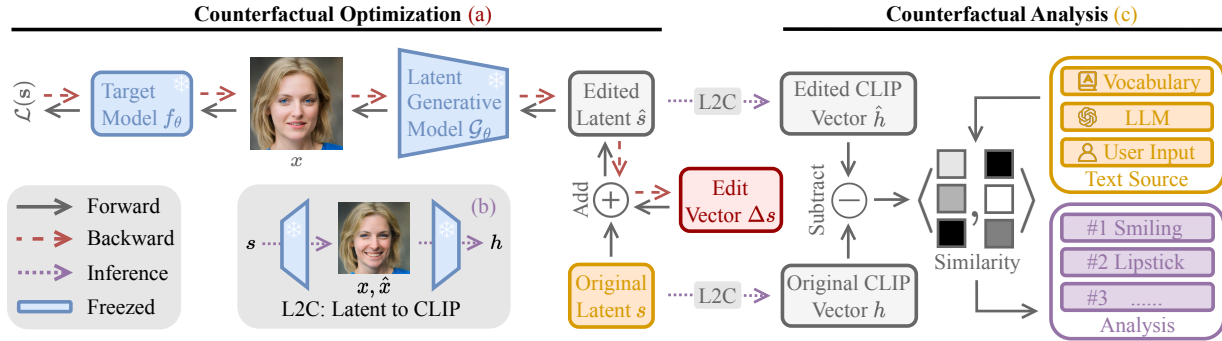 Counterfactual Optimization (a)
Counterfactual Analysis (c)
ℒ(s)
Target
Model f_θ
x
Latent
Generative
Model 𝒢_θ
Edited
Latent ŝ
L2C
Edited CLIP
Vector ĥ
Vocabulary
LLM
User Input
Text Source
Forward
Backward
Inference
Freezed
(b)
s
h
x, x̂
L2C: Latent to CLIP
Add
Edit
Vector Δs
Subtract
,
Similarity
Original
Latent s
L2C
Original CLIP
Vector h
#1 Smiling
#2 Lipstick
#3 ......
Analysis